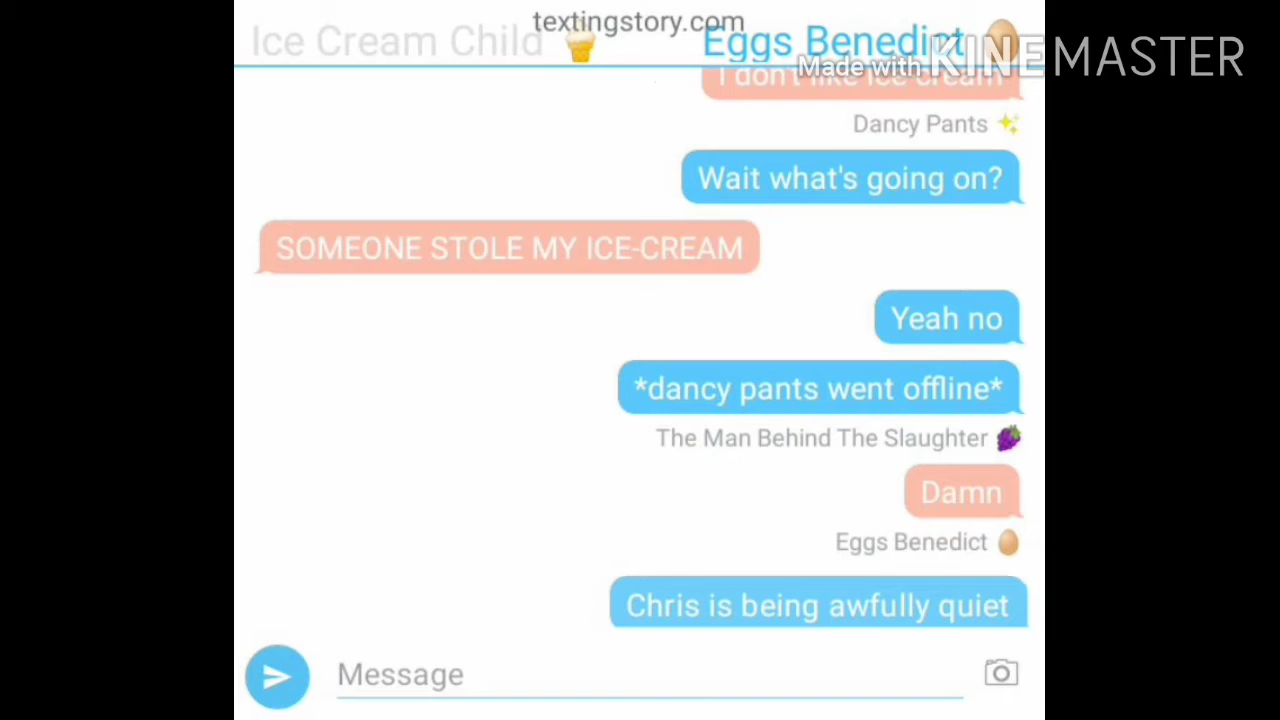 textingstory.com
Ice Cream Child Eggs Benedict
Made with KINEMASTER
I don't like ice cream
Dancy Pants
Wait what's going on?
SOMEONE STOLE MY ICE-CREAM
Yeah no
*dancy pants went offline*
The Man Behind The Slaughter
Damn
Eggs Benedict
Chris is being awfully quiet
Message